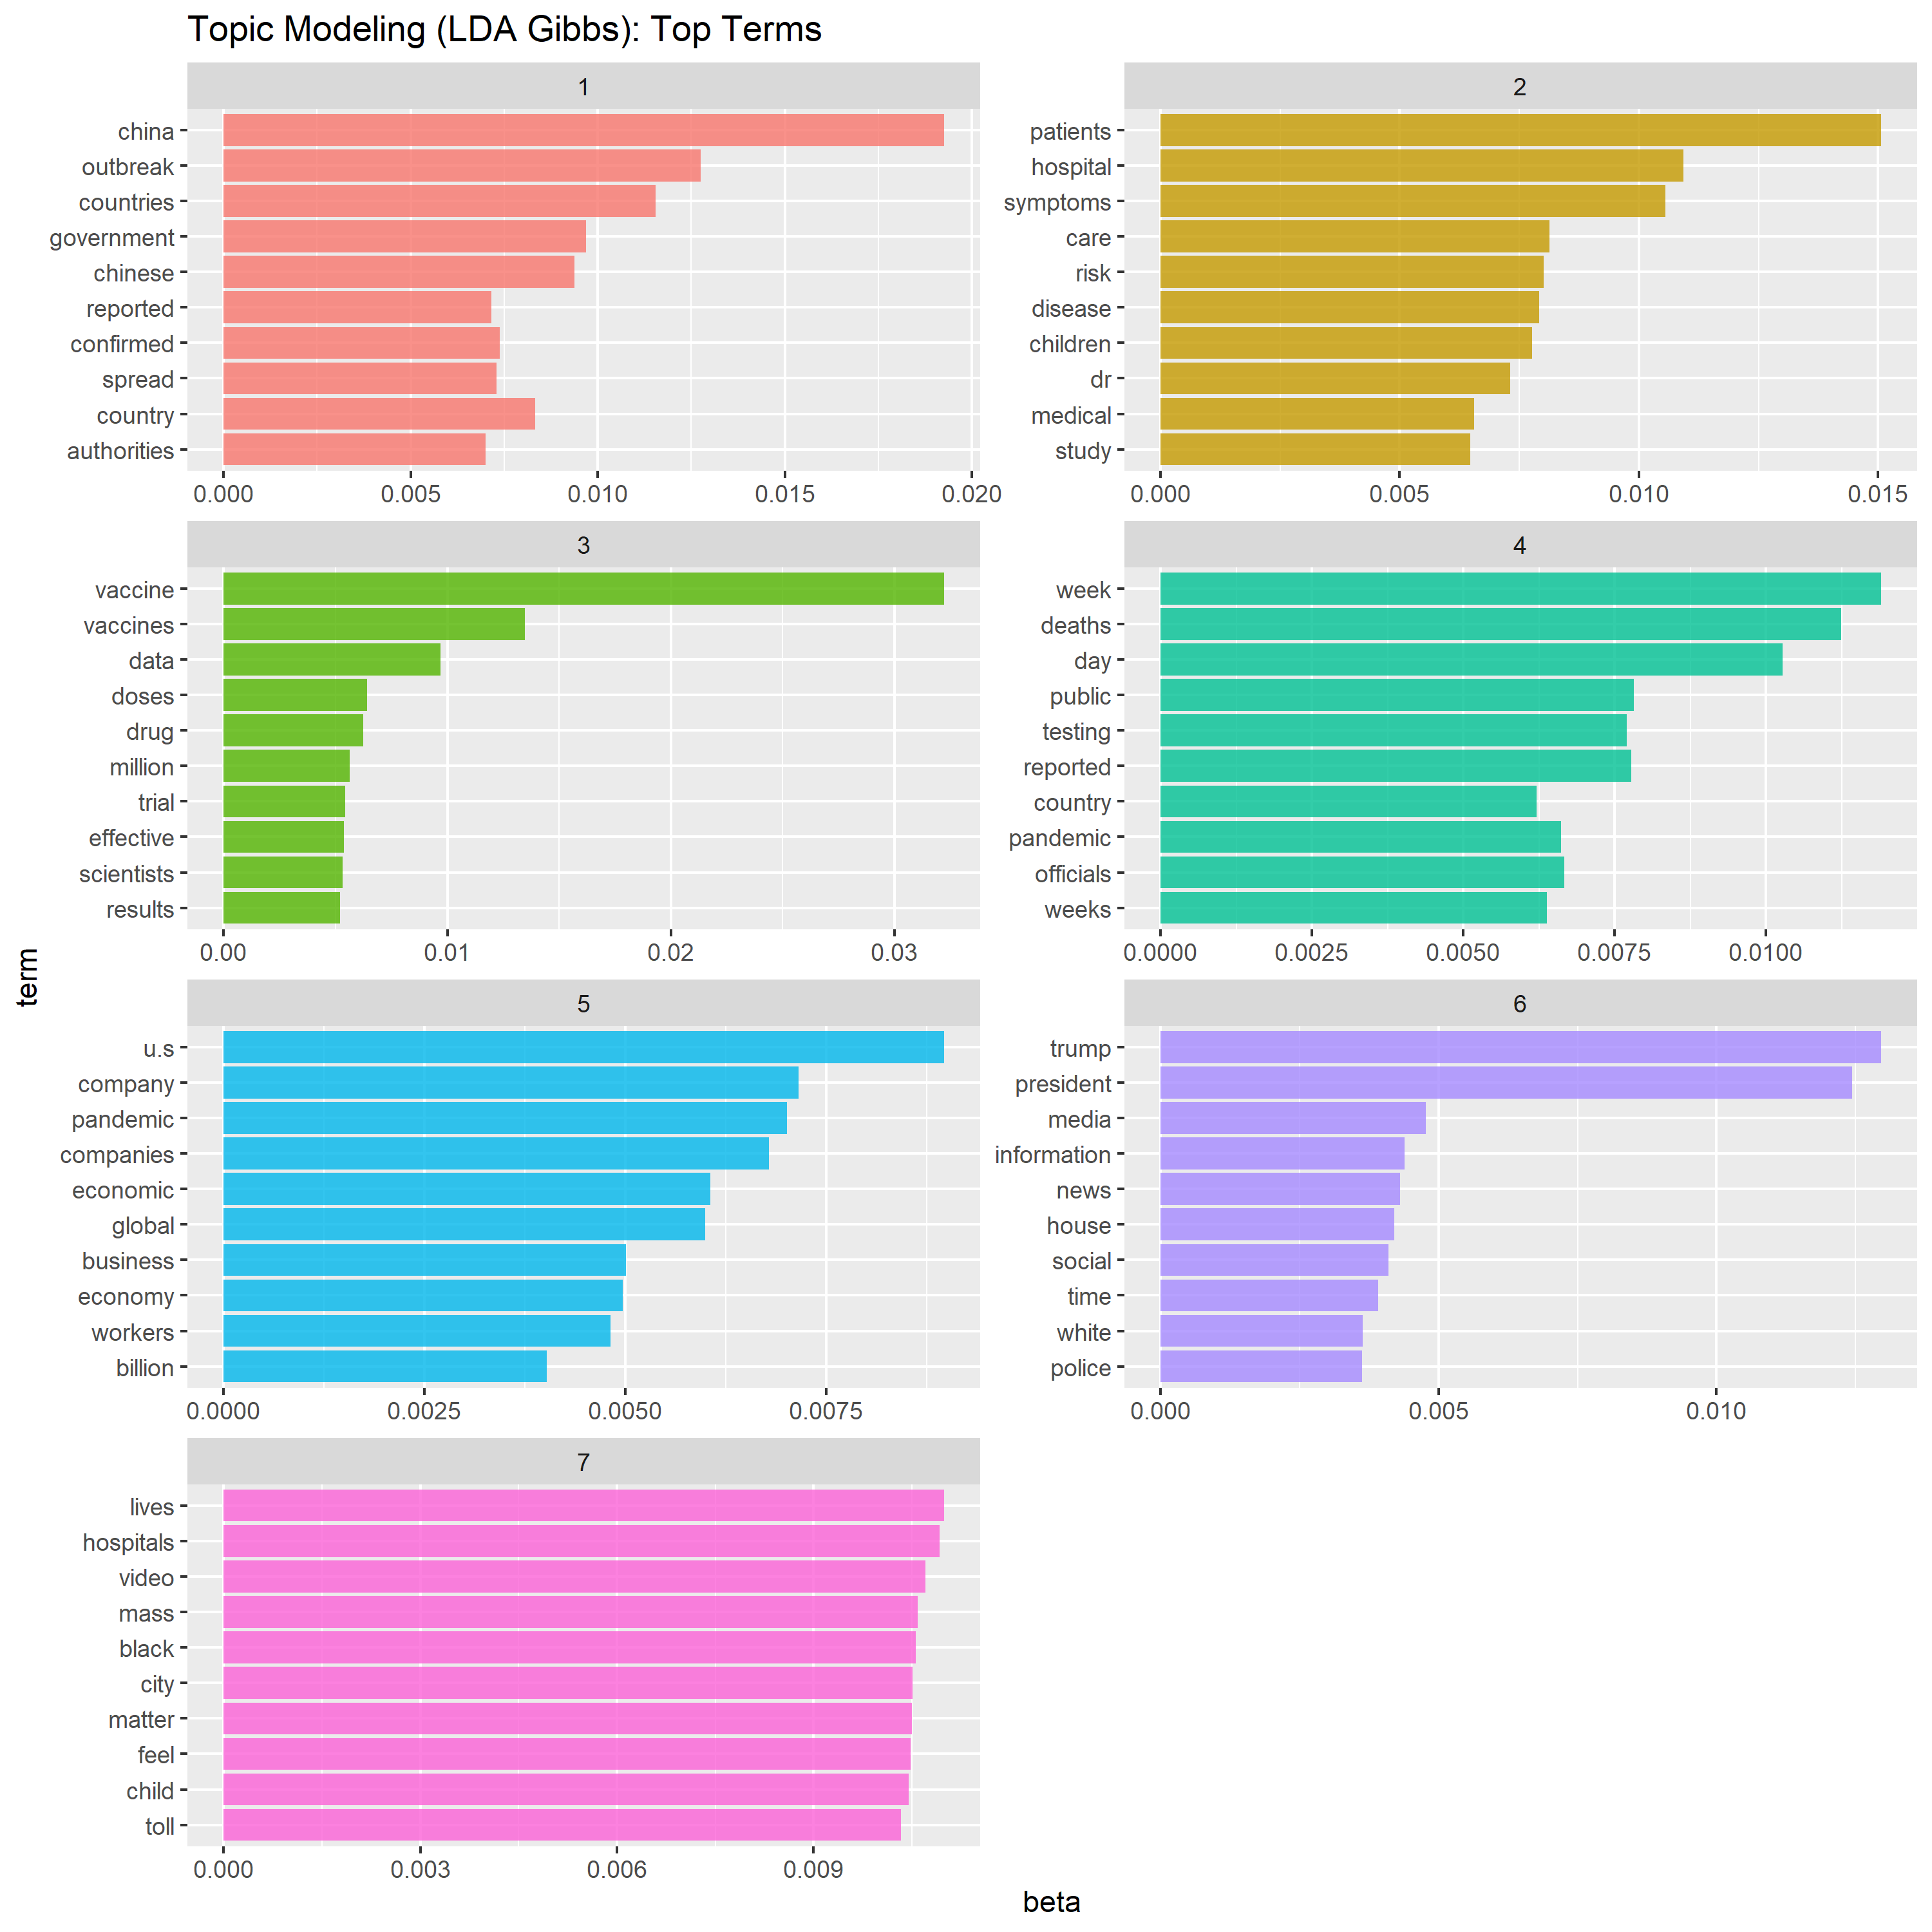 Topic Modeling (LDA Gibbs): Top Terms
1
china
outbreak
countries
government
chinese
reported
confirmed
spread
country
authorities
0.000 0.005 0.010 0.015 0.020
2
patients
hospital
symptoms
care
risk
disease
children
dr
medical
study
0.000 0.005 0.010 0.015
3
vaccine
vaccines
data
doses
drug
million
trial
effective
scientists
results
0.00 0.01 0.02 0.03
4
week
deaths
day
public
testing
reported
country
pandemic
officials
weeks
0.0000 0.0025 0.0050 0.0075 0.0100
term
5
u.s
company
pandemic
companies
economic
global
business
economy
workers
billion
0.0000 0.0025 0.0050 0.0075
6
trump
president
media
information
news
house
social
time
white
police
0.000 0.005 0.010
7
lives
hospitals
video
mass
black
city
matter
feel
child
toll
0.000 0.003 0.006 0.009
beta